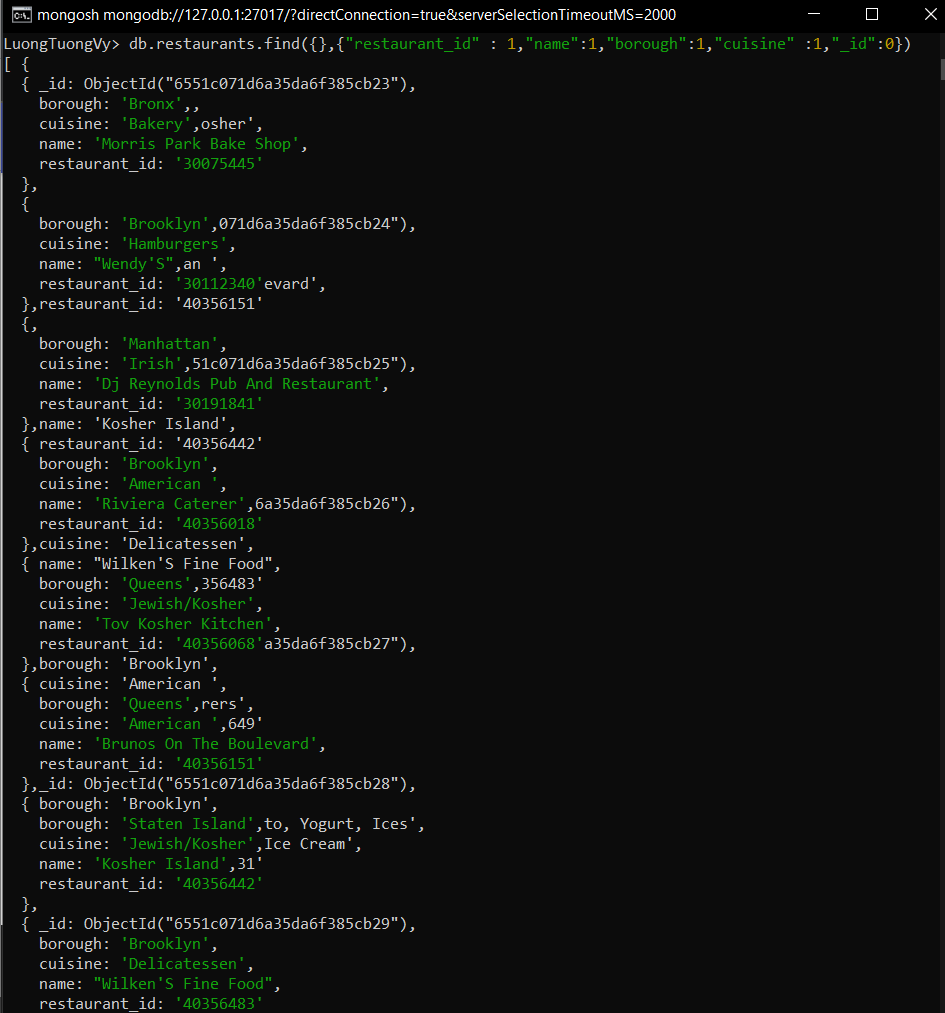 mongosh mongodb://127.0.0.1:27017/?directConnection=true&serverSelectionTimeoutMS=2000
LuongTuongVy> db.restaurants.find({},{"restaurant_id" : 1,"name":1,"borough":1,"cuisine" :1,"_id":0})
[ {
  { _id: ObjectId("6551c071d6a35da6f385cb23"),
    borough: 'Bronx',,
    cuisine: 'Bakery',osher',
    name: 'Morris Park Bake Shop',
    restaurant_id: '30075445'
  },
  {
    borough: 'Brooklyn',071d6a35da6f385cb24"),
    cuisine: 'Hamburgers',
    name: "Wendy'S",an ',
    restaurant_id: '30112340'evard',
  },restaurant_id: '40356151'
  {,
    borough: 'Manhattan',
    cuisine: 'Irish',51c071d6a35da6f385cb25"),
    name: 'Dj Reynolds Pub And Restaurant',
    restaurant_id: '30191841'
  },name: 'Kosher Island',
  { restaurant_id: '40356442'
    borough: 'Brooklyn',
    cuisine: 'American ',
    name: 'Riviera Caterer',6a35da6f385cb26"),
    restaurant_id: '40356018'
  },cuisine: 'Delicatessen',
  { name: "Wilken'S Fine Food",
    borough: 'Queens',356483'
    cuisine: 'Jewish/Kosher',
    name: 'Tov Kosher Kitchen',
    restaurant_id: '40356068'a35da6f385cb27"),
  },borough: 'Brooklyn',
  { cuisine: 'American ',
    borough: 'Queens',rers',
    cuisine: 'American ',649'
    name: 'Brunos On The Boulevard',
    restaurant_id: '40356151'
  },_id: ObjectId("6551c071d6a35da6f385cb28"),
  { borough: 'Brooklyn',
    borough: 'Staten Island',to, Yogurt, Ices',
    cuisine: 'Jewish/Kosher',Ice Cream',
    name: 'Kosher Island',31'
    restaurant_id: '40356442'
  },
  { _id: ObjectId("6551c071d6a35da6f385cb29"),
    borough: 'Brooklyn',
    cuisine: 'Delicatessen',
    name: "Wilken'S Fine Food",
    restaurant_id: '40356483'